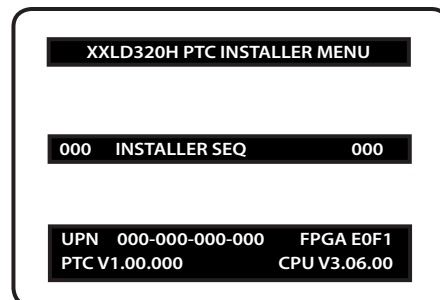 XXLD320H PTC INSTALLER MENU
000 INSTALLER SEQ 000
UPN 000-000-000-000 FPGA E0F1
PTC V1.00.000 CPU V3.06.00